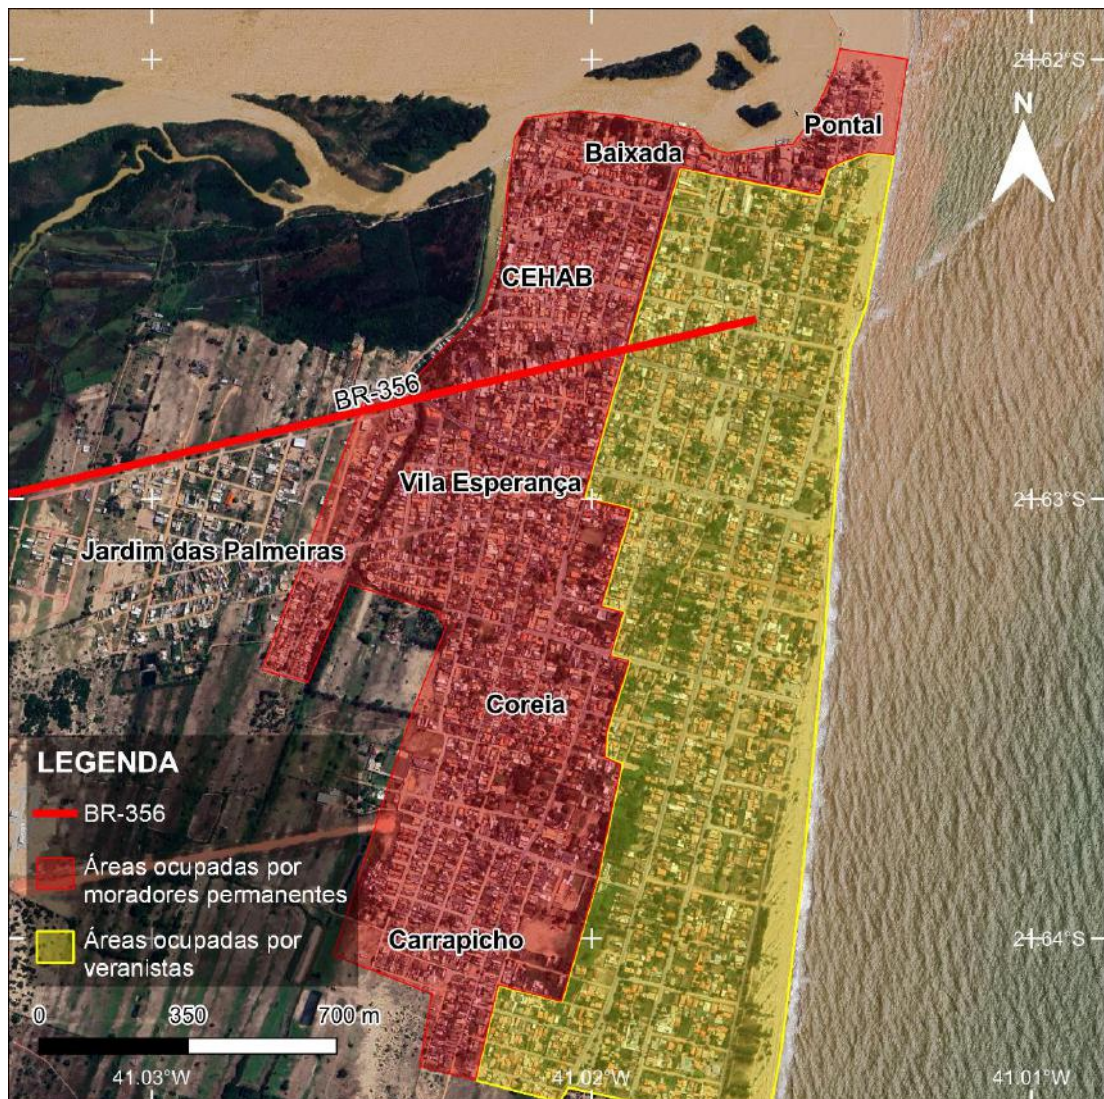 21.62°S
N
Pontal
Baixada
CEHAB
BR-356
Vila Esperança
21.63°S
Jardim das Palmeiras
Coreia
LEGENDA
BR-356
Áreas ocupadas por
moradores permanentes
Áreas ocupadas por
veranistas
Carrapicho
21.64°S
0 350 700 m
41.03°W 41.02°W 41.01°W